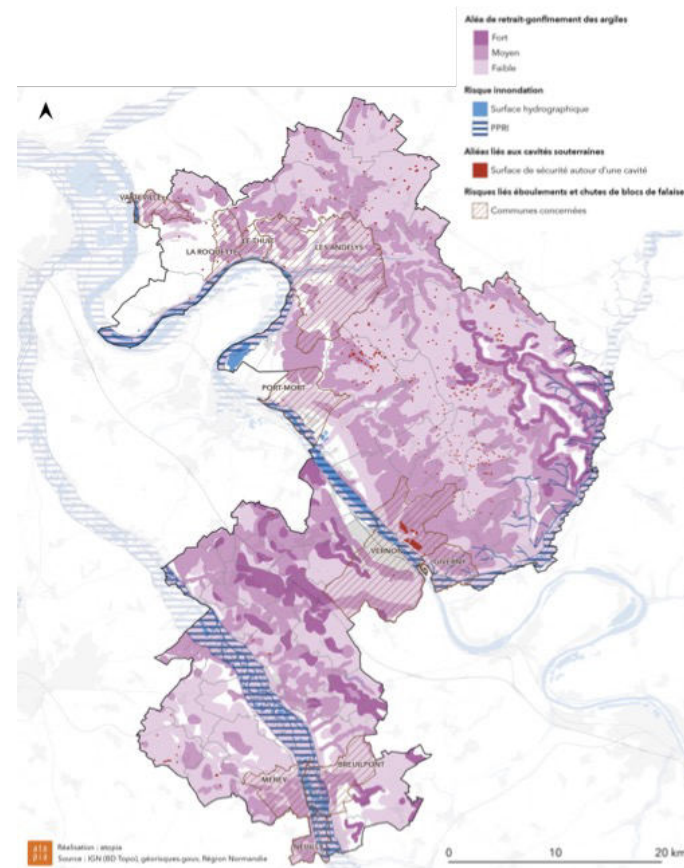 Aléa de retrait-gonflmement des argiles
Fort
Moyen
Faible
Risque innondation
Surface hydrographique
PPRI
Alléas liés aux cavités souterraines
Surface de sécurité autour d'une cavité
Risques liés éboulements et chutes de blocs de falaise
Communes concernées
LA ROQUETTE
LE THUIT
LES ANDELYS
PORT-MORT
VERNON
GIVERNY
BREUILPONT
MEREY
Réalisation : atopia
Source : IGN (BD Topo), géorisques.gouv, Région Normandie
0
10
20 km